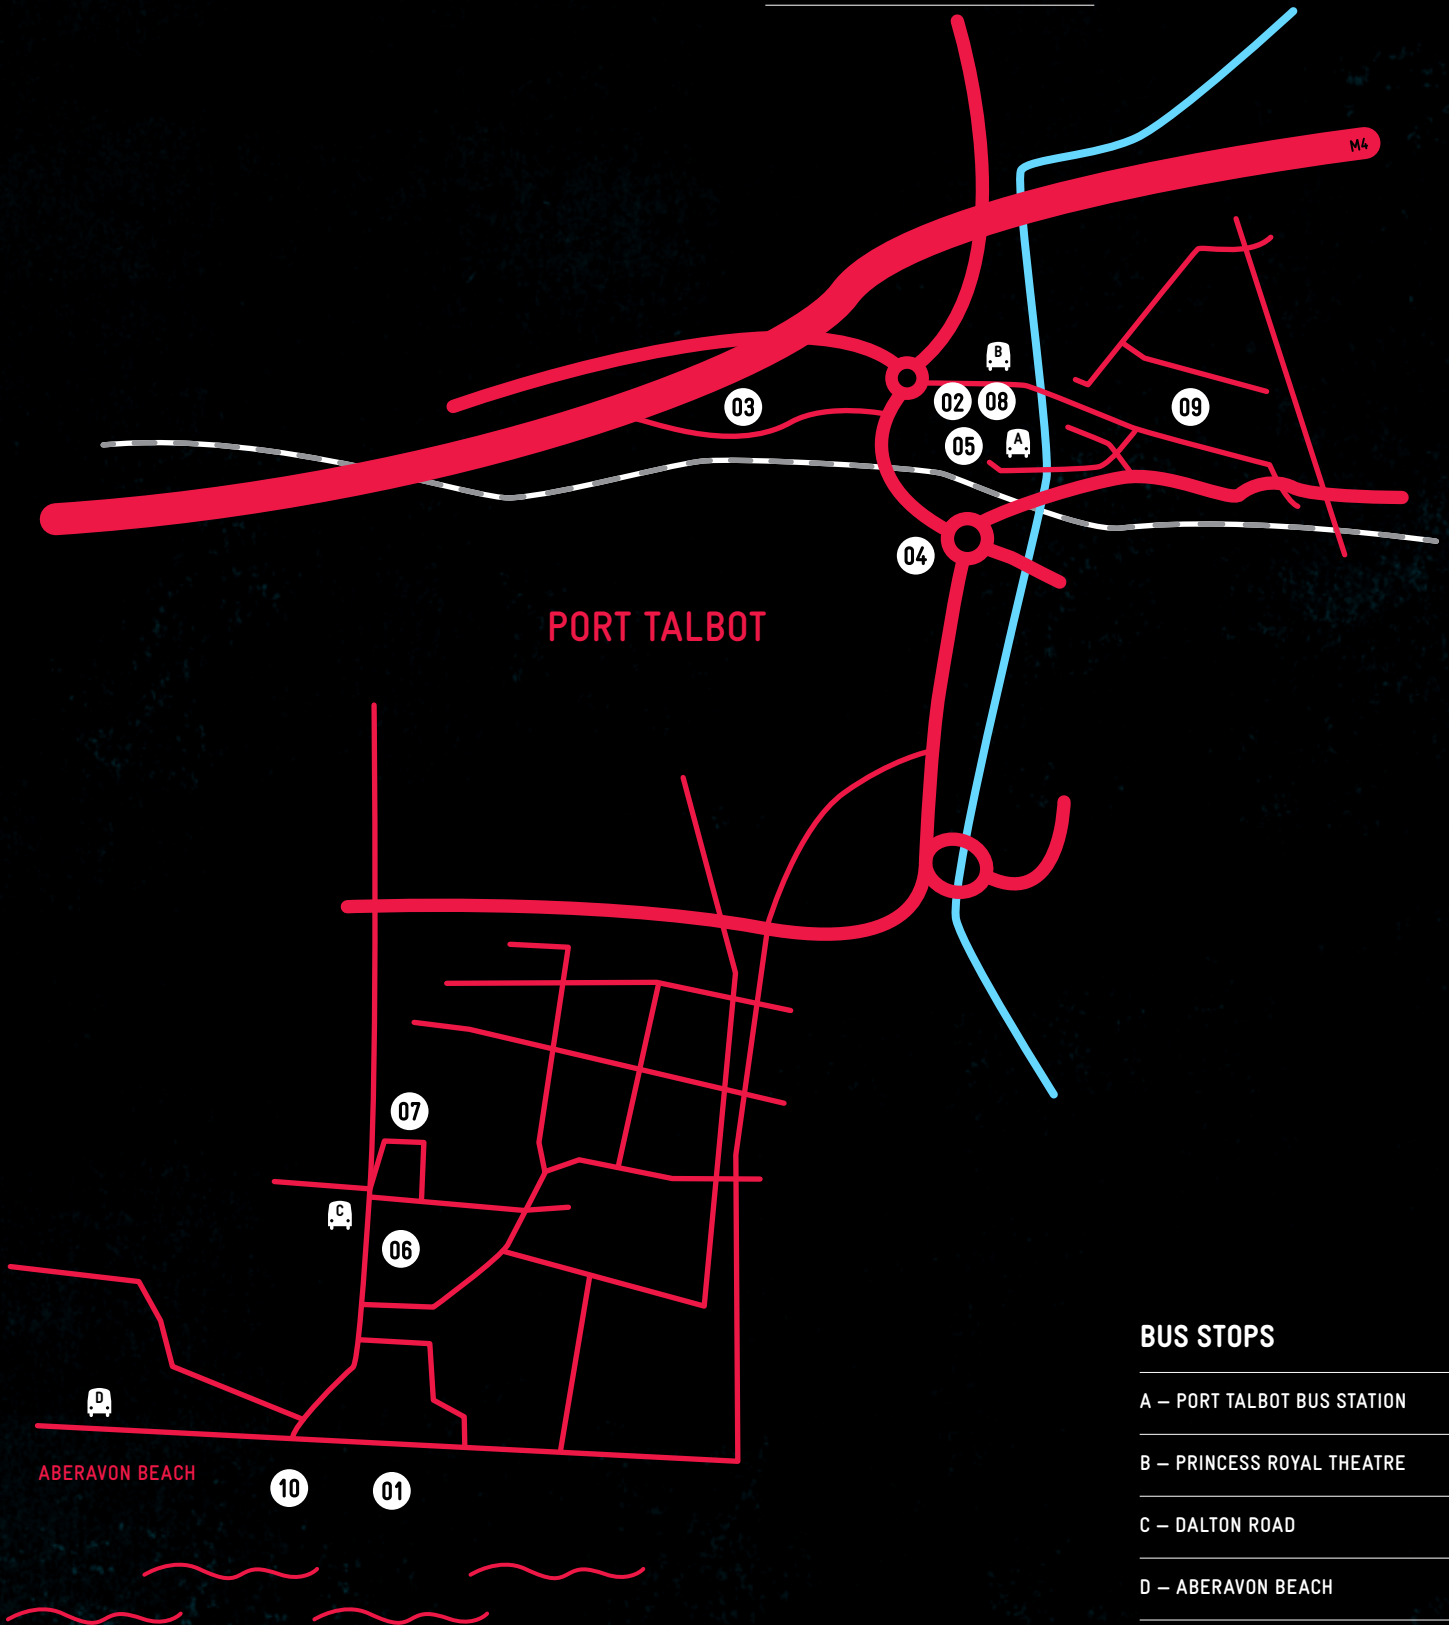 M4
B
02
08
03
09
05
A
04
PORT TALBOT
07
C
06
D
ABERAVON BEACH
10
01
BUS STOPS
A – PORT TALBOT BUS STATION
B – PRINCESS ROYAL THEATRE
C – DALTON ROAD
D – ABERAVON BEACH